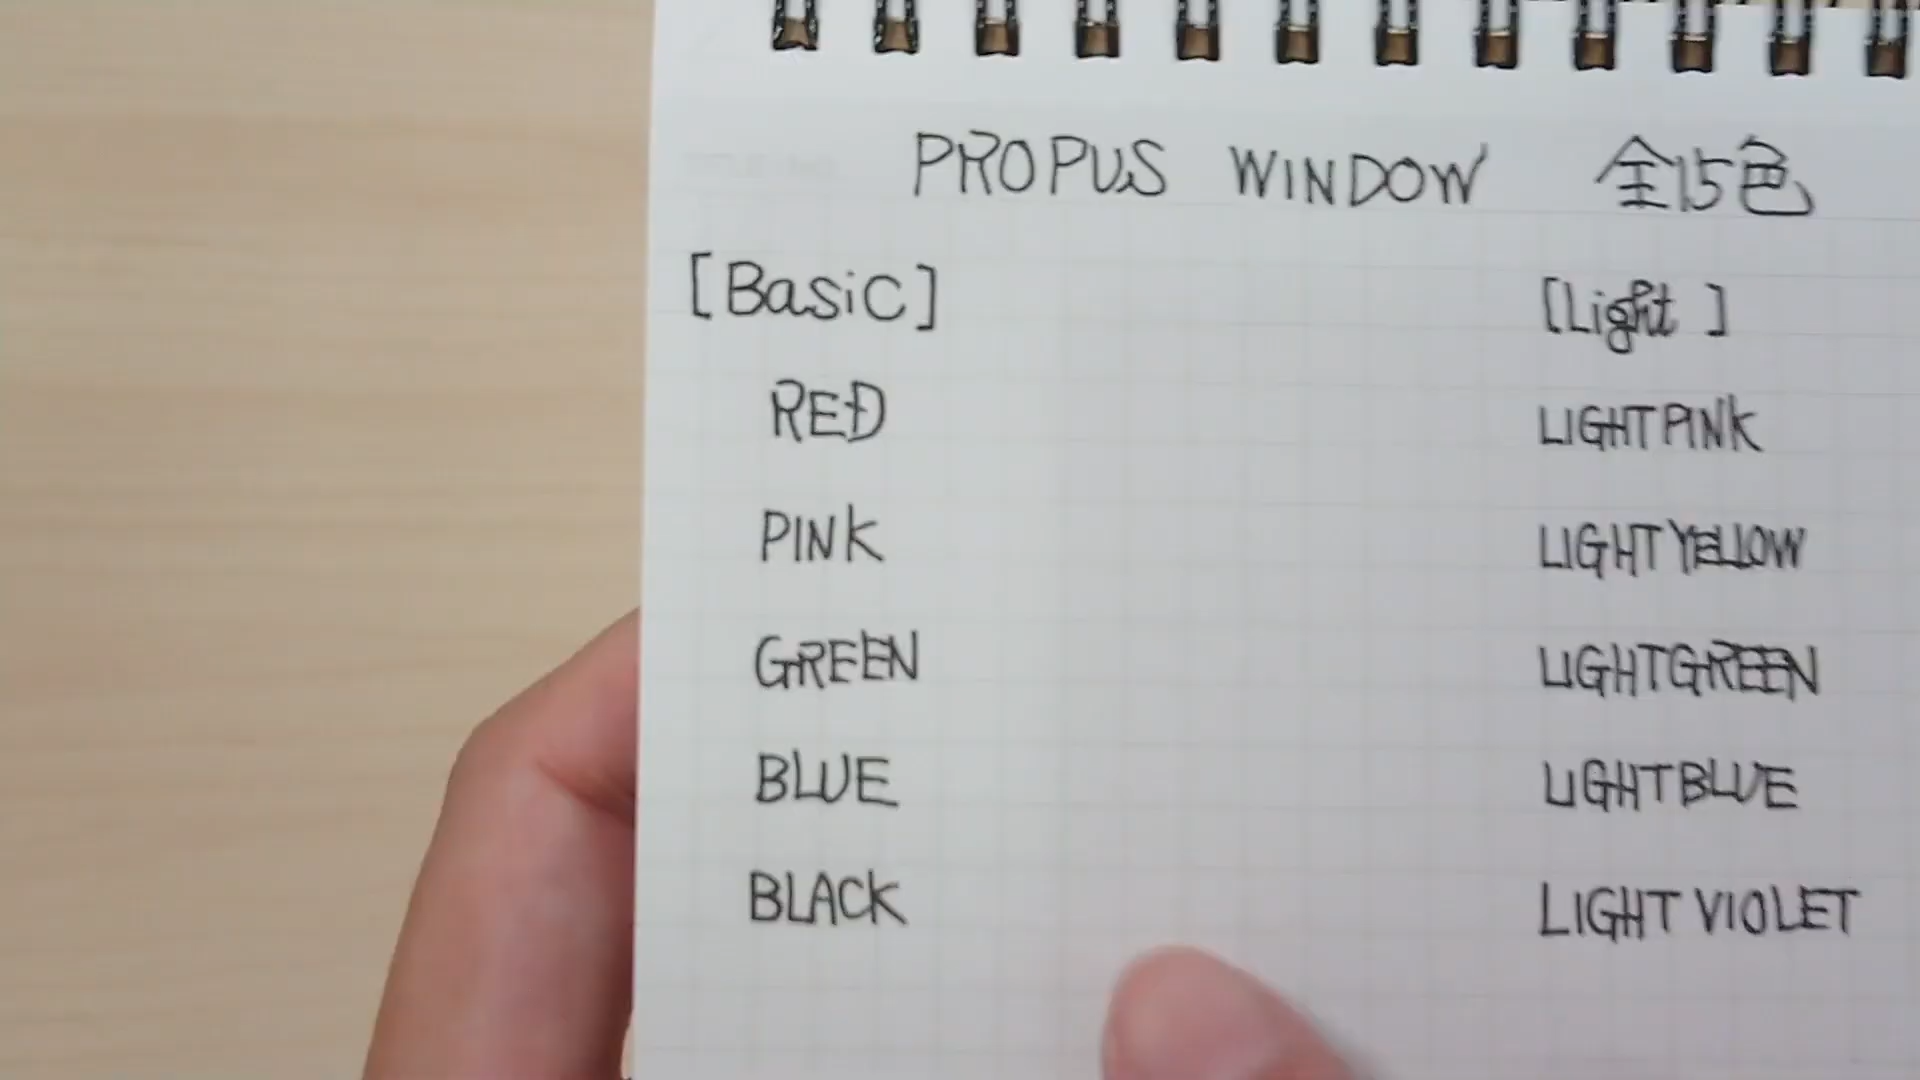 PROPUS WINDOW 全15色
[Basic] [Light]
RED LIGHT PINK
PINK LIGHT YELLOW
GREEN LIGHT GREEN
BLUE LIGHT BLUE
BLACK LIGHT VIOLET